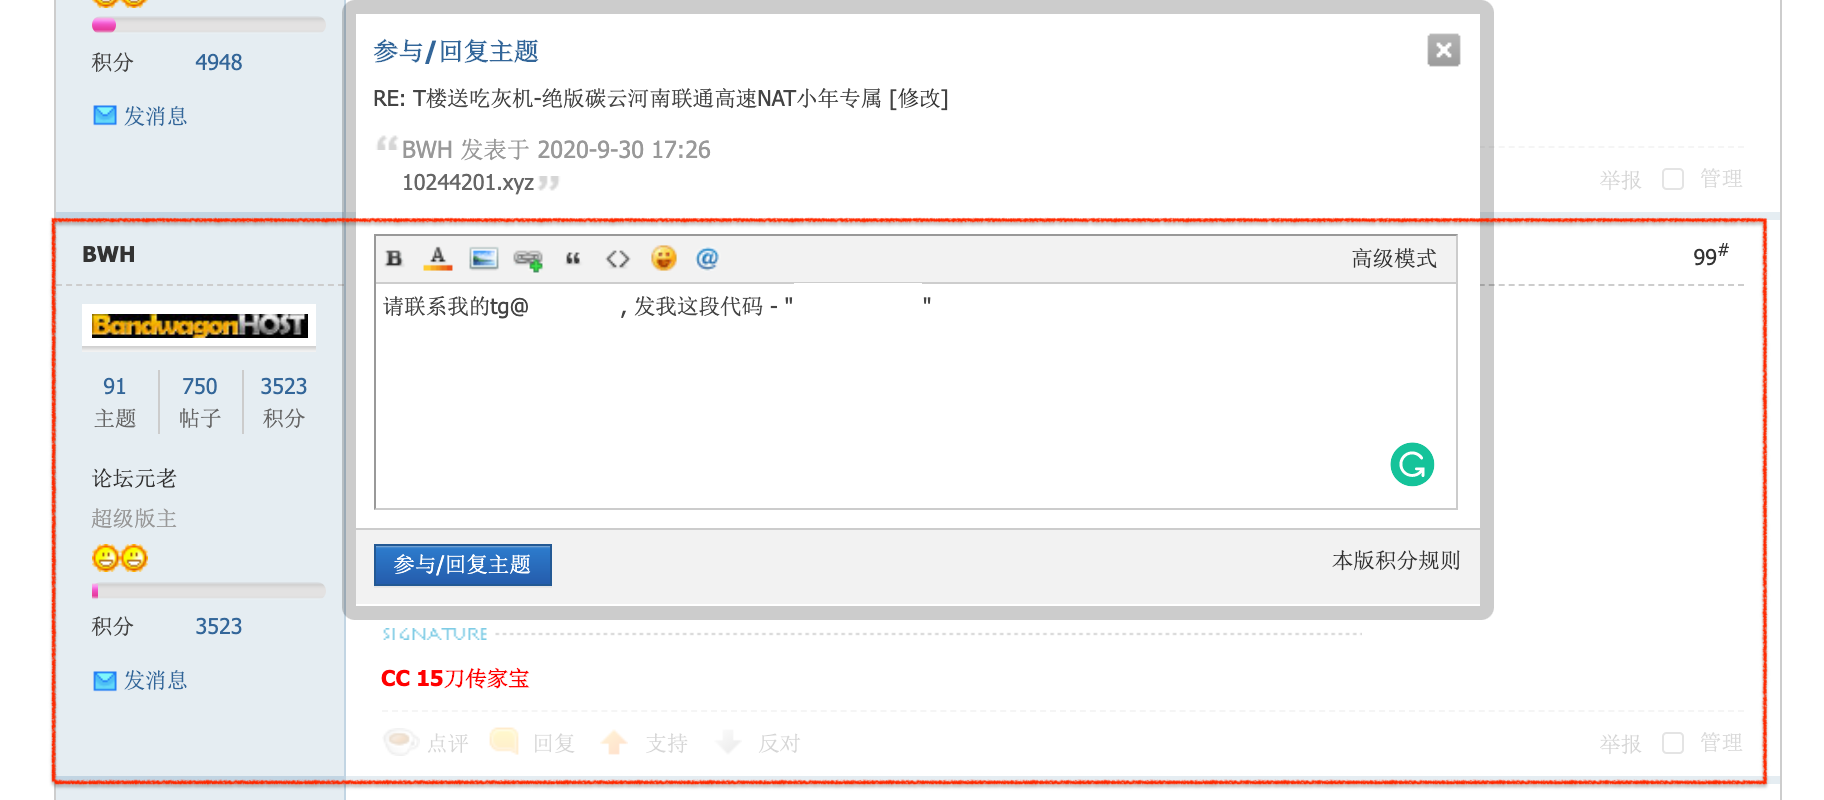 积分 4948
发消息
参与/回复主题
RE: T楼送吃灰机-绝版碳云河南联通高速NAT小年专属 [修改]
BWH 发表于 2020-9-30 17:26
10244201.xyz
举报 管理
BWH
99#
B A “ <> @ 高级模式
请联系我的tg@ , 发我这段代码 - " "
BandwagonHOST
91 750 3523
主题 帖子 积分
论坛元老
超级版主
参与/回复主题
本版积分规则
积分 3523
SIGNATURE
发消息
CC 15刀传家宝
点评 回复 支持 反对
举报 管理